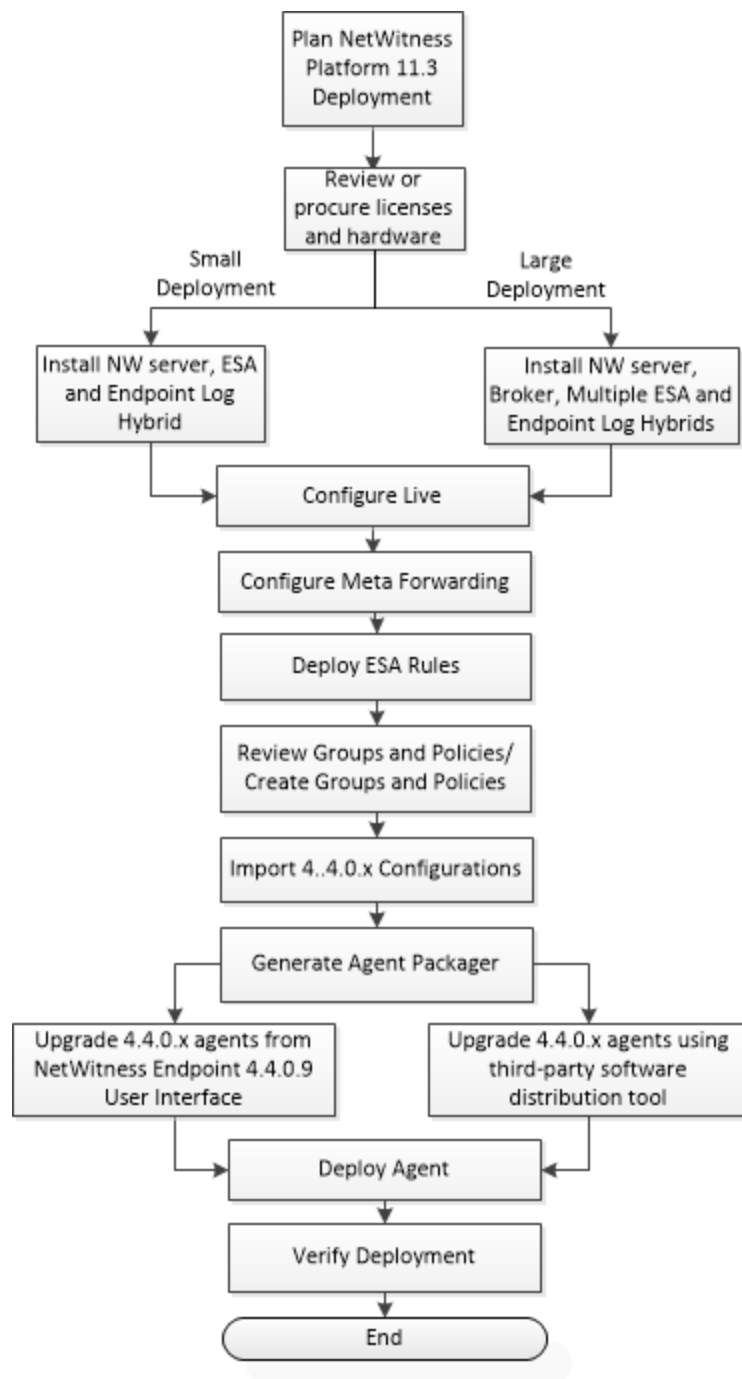 Plan NetWitness
Platform 11.3
Deployment
Review or
procure licenses
and hardware
Small
Deployment
Large
Deployment
Install NW server, ESA
and Endpoint Log
Hybrid
Install NW server,
Broker, Multiple ESA and
Endpoint Log Hybrids
Configure Live
Configure Meta Forwarding
Deploy ESA Rules
Review Groups and Policies/
Create Groups and Policies
Import 4..4.0.x Configurations
Generate Agent Packager
Upgrade 4.4.0.x agents from
NetWitness Endpoint 4.4.0.9
User Interface
Upgrade 4.4.0.x agents using
third-party software
distribution tool
Deploy Agent
Verify Deployment
End